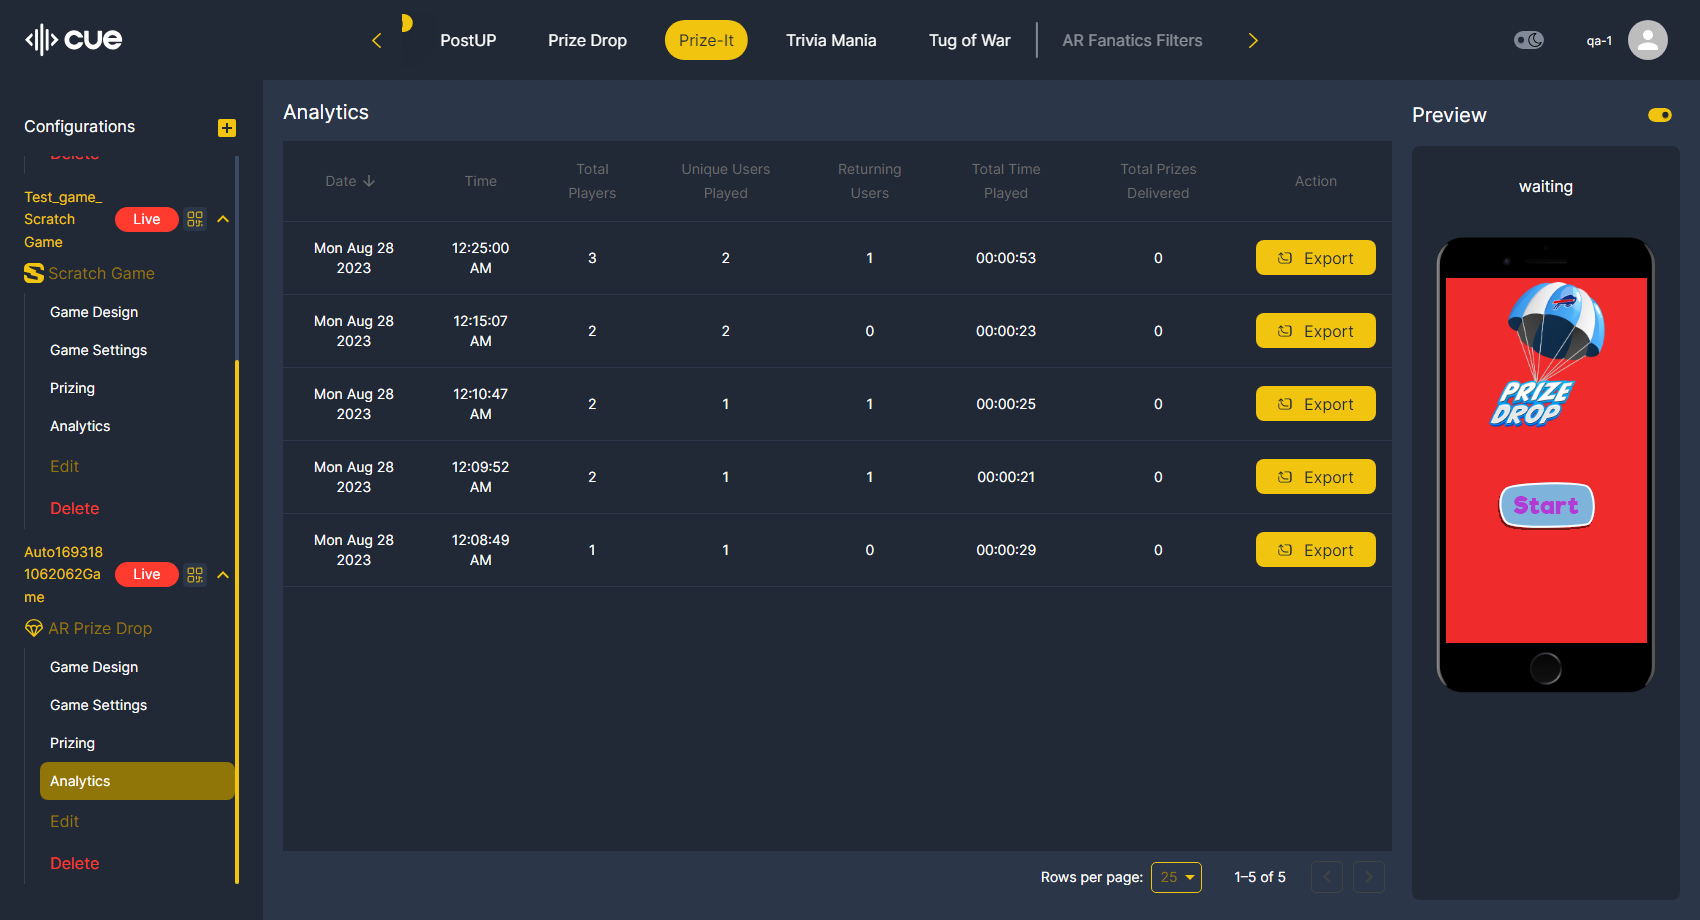 cue
PostUP
Prize Drop
Prize-It
Trivia Mania
Tug of War
AR Fanatics Filters
qa-1
Configurations
Delete
Test_game_
Scratch
Game
Live
Scratch Game
Game Design
Game Settings
Prizing
Analytics
Edit
Delete
Auto169318
1062062Ga
me
Live
AR Prize Drop
Game Design
Game Settings
Prizing
Analytics
Edit
Delete
Analytics
Date
Time
Total
Players
Unique Users
Played
Returning
Users
Total Time
Played
Total Prizes
Delivered
Action
Mon Aug 28
2023
12:25:00
AM
3
2
1
00:00:53
0
Export
Mon Aug 28
2023
12:15:07
AM
2
2
0
00:00:23
0
Export
Mon Aug 28
2023
12:10:47
AM
2
1
1
00:00:25
0
Export
Mon Aug 28
2023
12:09:52
AM
2
1
1
00:00:21
0
Export
Mon Aug 28
2023
12:08:49
AM
1
1
0
00:00:29
0
Export
Rows per page:
25
1–5 of 5
Preview
waiting
PRIZE
DROP
Start